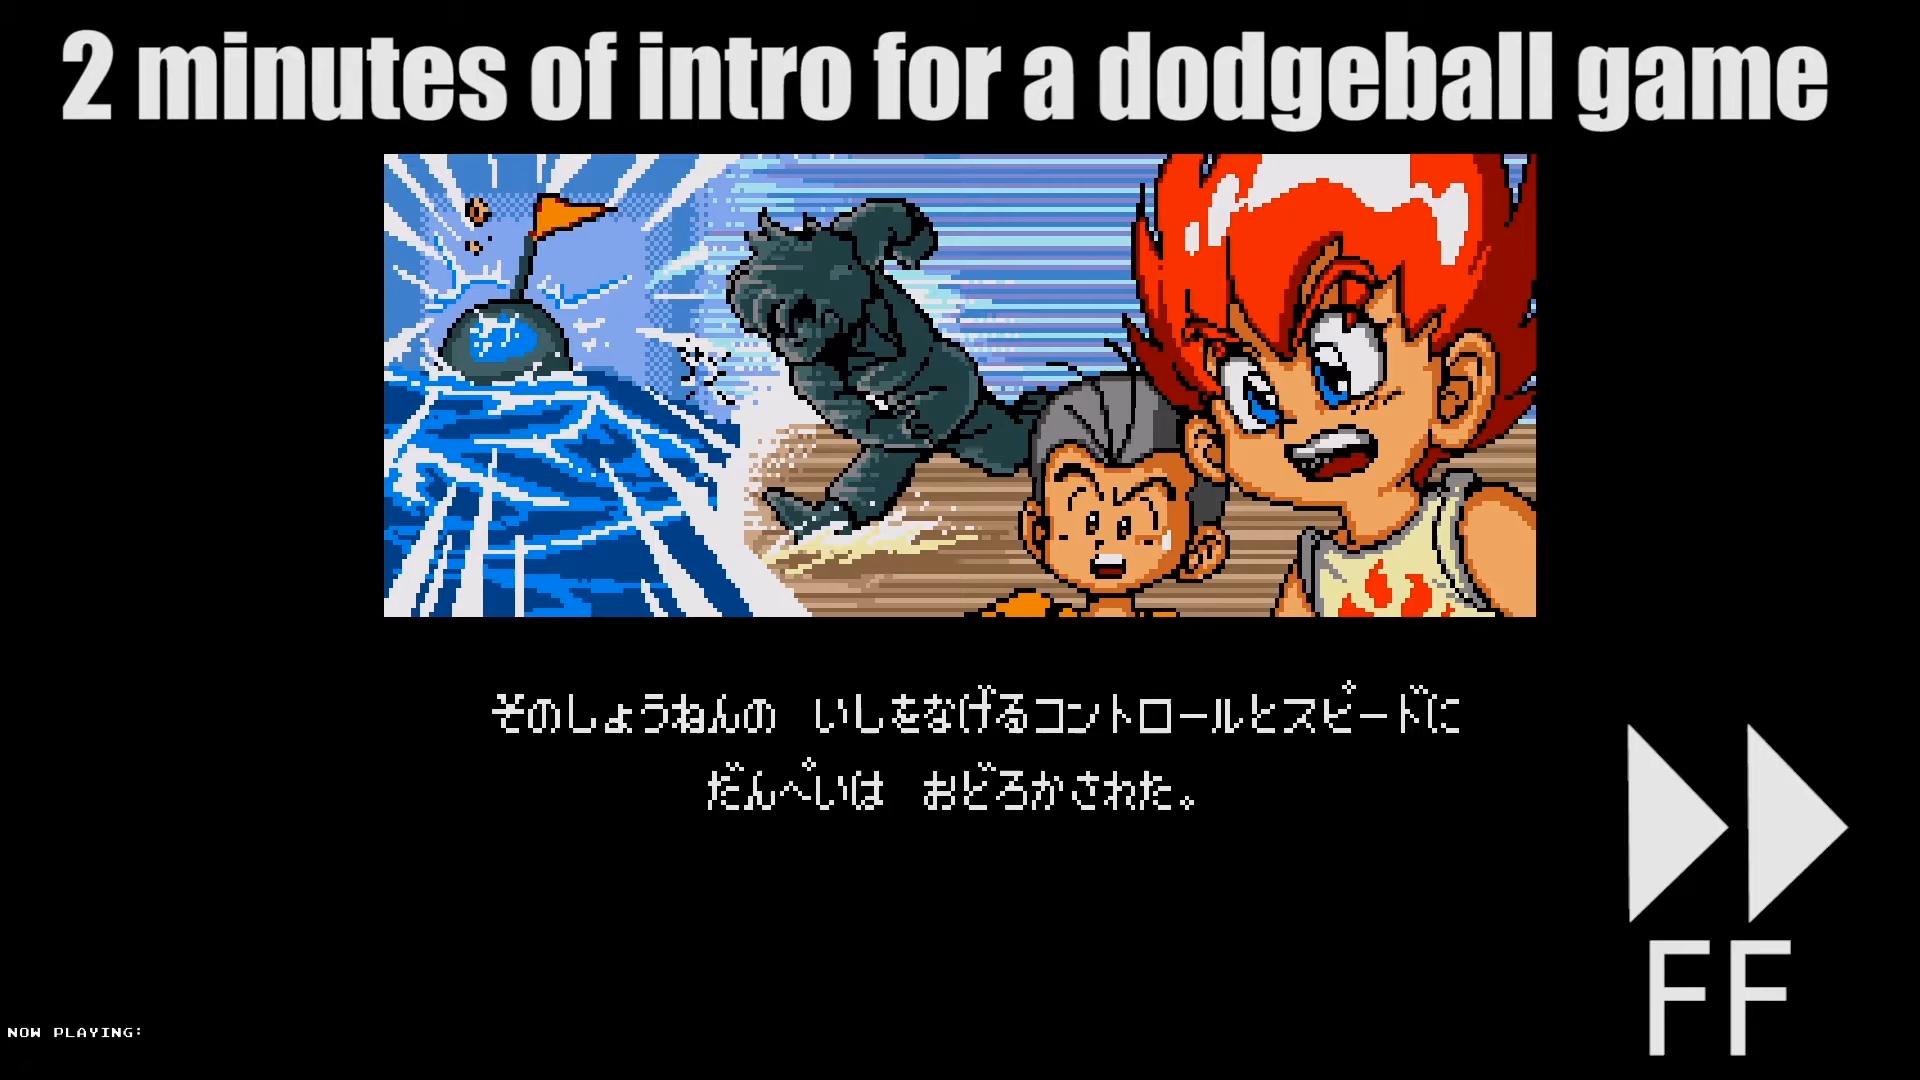 2 minutes of intro for a dodgeball game
そのしょうねんの　いしをなげるコントロールとスピードに
だんぺいは　おどろかされた。
FF
NOW PLAYING: